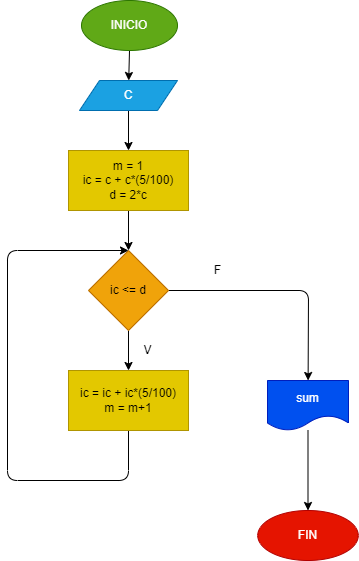 INICIO
C
m = 1
ic = c + c*(5/100)
d = 2*c
ic <= d
F
V
ic = ic + ic*(5/100)
m = m+1
sum
FIN